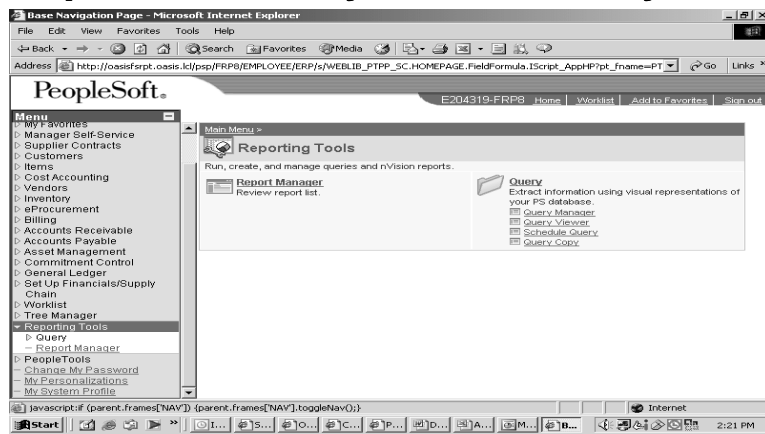 Base Navigation Page - Microsoft Internet Explorer
File Edit View Favorites Tools Help
Back Search Favorites Media
Address http://oasisfsrpt.oasis.lcl/psp/FRP8/EMPLOYEE/ERP/s/WEBLIB_PTPP_SC.HOMEPAGE.FieldFormula.IScript_AppHP?pt_fname=PT Go Links »
PeopleSoft.
E204319-FRP8 Home Worklist Add to Favorites Sign out
Menu
My Favorites
Manager Self-Service
Supplier Contracts
Customers
Items
Cost Accounting
Vendors
Inventory
eProcurement
Billing
Accounts Receivable
Accounts Payable
Asset Management
Commitment Control
General Ledger
Set Up Financials/Supply
Chain
Worklist
Tree Manager
Reporting Tools
Query
– Report Manager
PeopleTools
– Change My Password
– My Personalizations
– My System Profile
Main Menu >
Reporting Tools
Run, create, and manage queries and nVision reports.
Report Manager
Review report list.
Query
Extract information using visual representations of
your PS database.
Query Manager
Query Viewer
Schedule Query
Query Copy
javascript:if (parent.frames['NAV']) {parent.frames['NAV'].toggleNav();}
Internet
Start » I... S... O... C... P... D... A... M... B... 2:21 PM